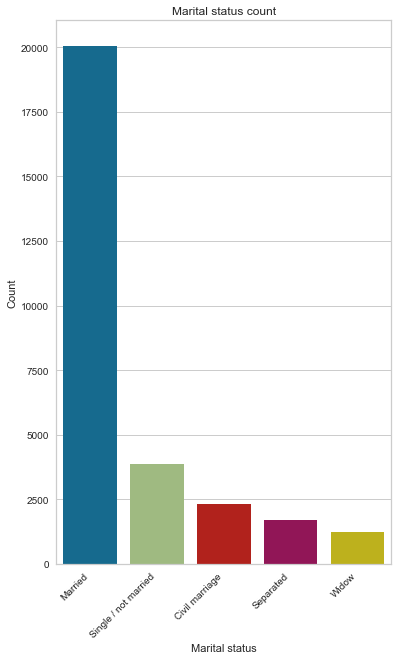 Marital status count
20000
17500
15000
12500
10000
7500
5000
2500
0
Count
Married
Single / not married
Civil marriage
Separated
Widow
Marital status